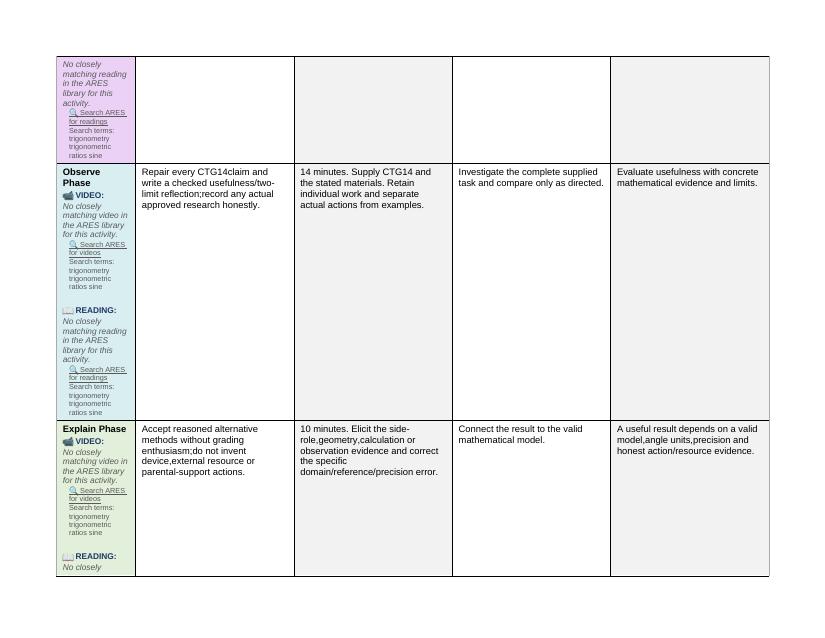 No closely
matching reading
in the ARES
library for this
activity.
🔍 Search ARES
for readings
Search terms:
trigonometry
trigonometric
ratios sine
Observe
Phase
📹 VIDEO:
No closely
matching video in
the ARES library
for this activity.
🔍 Search ARES
for videos
Search terms:
trigonometry
trigonometric
ratios sine
📖 READING:
No closely
matching reading
in the ARES
library for this
activity.
🔍 Search ARES
for readings
Search terms:
trigonometry
trigonometric
ratios sine
Repair every CTG14claim and
write a checked usefulness/two-
limit reflection;record any actual
approved research honestly.
14 minutes. Supply CTG14 and
the stated materials. Retain
individual work and separate
actual actions from examples.
Investigate the complete supplied
task and compare only as directed.
Evaluate usefulness with concrete
mathematical evidence and limits.
Explain Phase
📹 VIDEO:
No closely
matching video in
the ARES library
for this activity.
🔍 Search ARES
for videos
Search terms:
trigonometry
trigonometric
ratios sine
📖 READING:
No closely
Accept reasoned alternative
methods without grading
enthusiasm;do not invent
device,external resource or
parental-support actions.
10 minutes. Elicit the side-
role,geometry,calculation or
observation evidence and correct
the specific
domain/reference/precision error.
Connect the result to the valid
mathematical model.
A useful result depends on a valid
model,angle units,precision and
honest action/resource evidence.